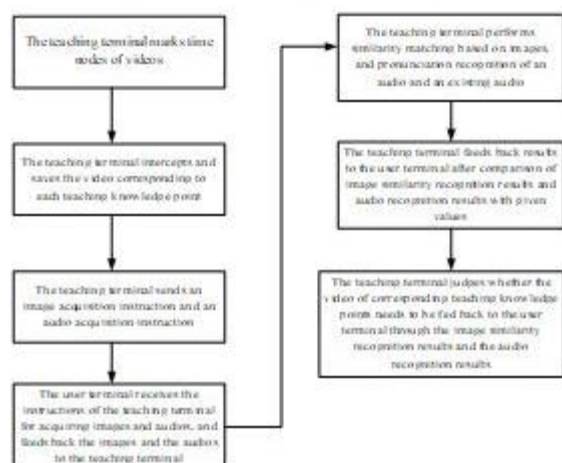 The teaching terminal marks time
nodes of videos
The teaching terminal intercepts and
saves the video corresponding to
each teaching knowledge point
The teaching terminal sends an
image acquisition instruction and an
audio acquisition instruction
The user terminal receives the
instructions of the teaching terminal
for acquiring images and audios, and
feeds back the images and the audios
to the teaching terminal
The teaching terminal performs
similarity matching based on images,
and pronunciation recognition of an
audio and an existing audio
The teaching terminal feeds back results
to the user terminal after comparison of
image similarity recognition results and
audio recognition results with given
values
The teaching terminal judges whether the
video of corresponding teaching knowledge
points needs to be fed back to the user
terminal through the image similarity
recognition results and the audio
recognition results